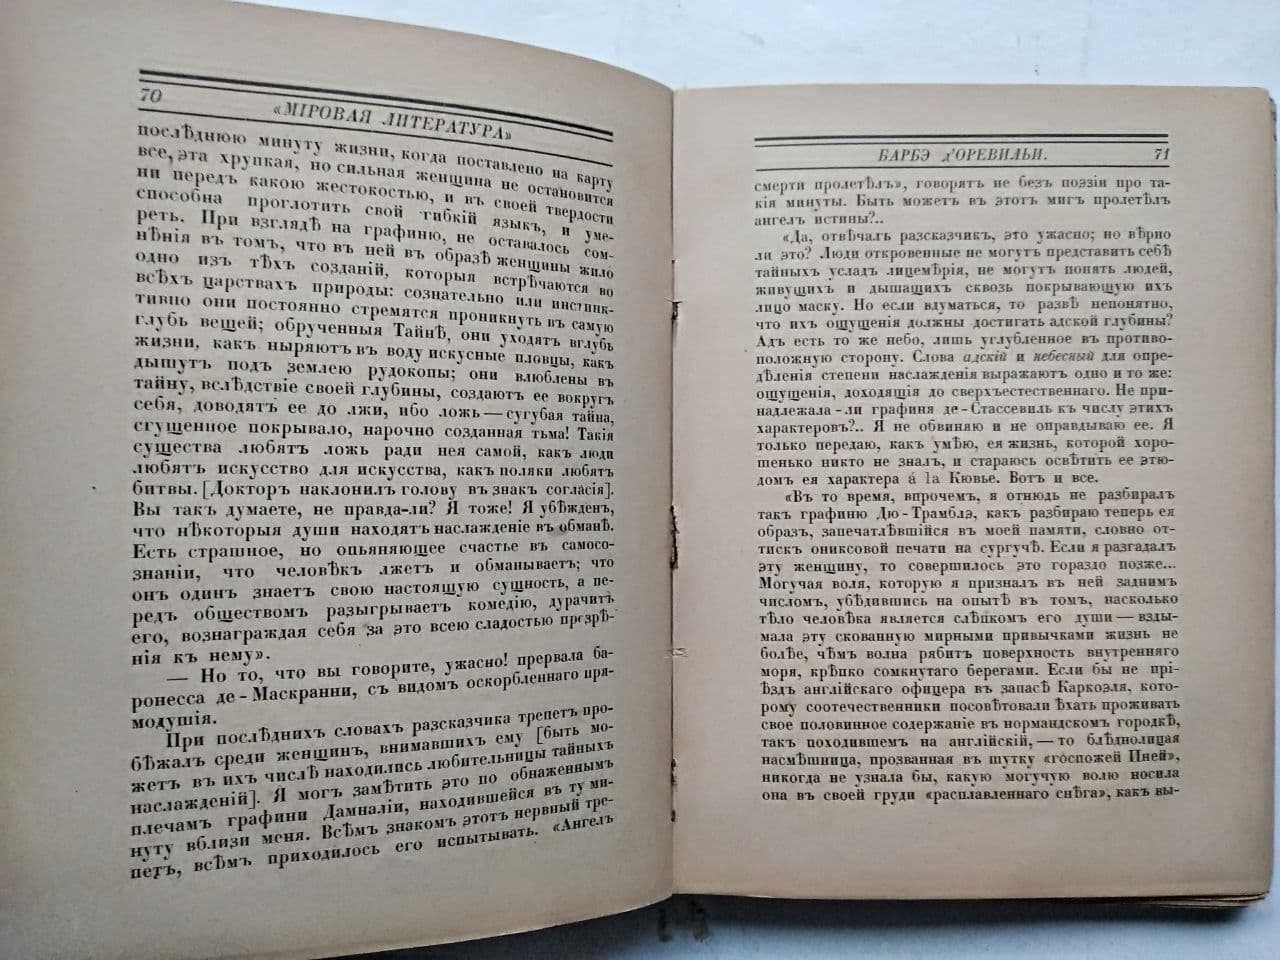 70
«МІРОВАЯ ЛИТЕРАТУРА»
послѣднюю минуту жизни, когда поставлено на карту
все, эта хрупкая, но сильная женщина не остановится
ни передъ какою жестокостью, и въ своей твердости
способна проглотить свой гибкій языкъ, и уме-
реть. При взглядѣ на графиню, не оставалось сом-
нѣнія въ томъ, что въ ней въ образѣ женщины жило
одно изъ тѣхъ созданій, которыя встрѣчаются во
всѣхъ царствахъ природы: сознательно или инстинк-
тивно они постоянно стремятся проникнуть въ самую
глубь вещей; обрученныя Тайнѣ, они уходятъ вглубь
жизни, какъ ныряютъ въ воду искусные пловцы, какъ
дышутъ подъ землею рудокопы; они влюблены въ
тайну, вслѣдствіе своей глубины, создаютъ ее вокругъ
себя, доводятъ ее до лжи, ибо ложь—сугубая тайна,
сгущенное покрывало, нарочно созданная тьма! Такія
существа любятъ ложь ради нея самой, какъ люди
любятъ искусство для искусства, какъ поляки любятъ
битвы. [Докторъ наклонилъ голову въ знакъ согласія].
Вы такъ думаете, не правда-ли? Я тоже! Я убѣжденъ,
что нѣкоторыя души находятъ наслажденіе въ обманѣ.
Есть страшное, но опьяняющее счастье въ самосо-
знаніи, что человѣкъ лжетъ и обманываетъ; что
онъ одинъ знаетъ свою настоящую сущность, а пе-
редъ обществомъ разыгрываетъ комедію, дурачитъ
его, вознаграждая себя за это всею сладостью презрѣ-
нія къ нему».
— Но то, что вы говорите, ужасно! прервала ба-
ронесса де-Маскранни, съ видомъ оскорбленнаго пря-
модушія.
При послѣднихъ словахъ разсказчика трепетъ про-
бѣжалъ среди женщинъ, внимавшихъ ему [быть мо-
жетъ въ ихъ числѣ находились любительницы тайныхъ
наслажденій]. Я могъ замѣтить это по обнаженнымъ
плечамъ графини Дамналіи, находившейся въ ту ми-
нуту вблизи меня. Всѣмъ знакомъ этотъ нервный тре-
петъ, всѣмъ приходилось его испытывать. «Ангелъ
БАРБЭ Д'ОРЕВИЛЬИ.
71
смерти пролетѣлъ», говорятъ не безъ поэзіи про та-
кія минуты. Быть можетъ въ этотъ мигъ пролетѣлъ
ангелъ истины?..
«Да, отвѣчалъ разсказчикъ, это ужасно; но вѣрно
ли это? Люди откровенные не могутъ представить себѣ
тайныхъ усладъ лицемѣрія, не могутъ понять людей,
живущихъ и дышащихъ сквозь покрывающую ихъ
лицо маску. Но если вдуматься, то развѣ непонятно,
что ихъ ощущенія должны достигать адской глубины?
Адъ есть то же небо, лишь углубленное въ противо-
положную сторону. Слова адскій и небесный для опре-
дѣленія степени наслажденія выражаютъ одно и то же:
ощущенія, доходящія до сверхъестественнаго. Не при-
надлежала-ли графиня де-Стассевиль къ числу этихъ
характеровъ?.. Я не обвиняю и не оправдываю ее. Я
только передаю, какъ умѣю, ея жизнь, которой хоро-
шенько никто не зналъ, и стараюсь освѣтить ее этю-
домъ ея характера á la Кювье. Вотъ и все.
«Въ то время, впрочемъ, я отнюдь не разбиралъ
такъ графиню Дю-Трамблэ, какъ разбираю теперь ея
образъ, запечатлѣвшійся въ моей памяти, словно от-
тискъ ониксовой печати на сургучѣ. Если я разгадалъ
эту женщину, то совершилось это гораздо позже...
Могучая воля, которую я призналъ въ ней заднимъ
числомъ, убѣдившись на опытѣ въ томъ, насколько
тѣло человѣка является слѣпкомъ его души—взды-
мала эту скованную мирными привычками жизнь не
болѣе, чѣмъ волна рябитъ поверхность внутренняго
моря, крѣпко сомкнутаго берегами. Если бы не прі-
ѣздъ англійскаго офицера въ запасѣ Каркоэля, кото-
рому соотечественники посовѣтовали ѣхать проживать
свое половинное содержаніе въ нормандскомъ городкѣ,
такъ походившемъ на англійскій,—то блѣднолицая
насмѣшница, прозванная въ шутку «госпожей Иней»,
никогда не узнала бы, какую могучую волю носила
она въ своей груди «расплавленнаго снѣга», какъ вы-